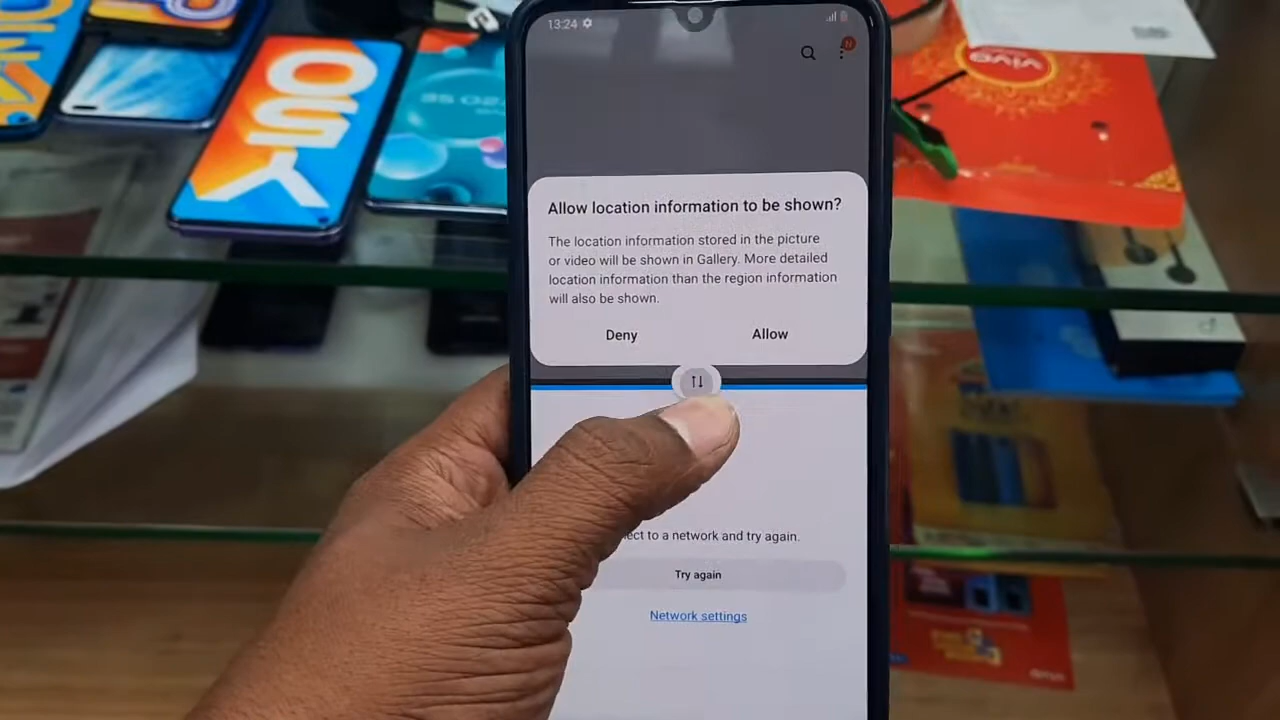 13:24
N
Allow location information to be shown?
The location information stored in the picture
or video will be shown in Gallery. More detailed
location information than the region information
will also be shown.
Deny Allow
ect to a network and try again.
Try again
Network settings
vivo